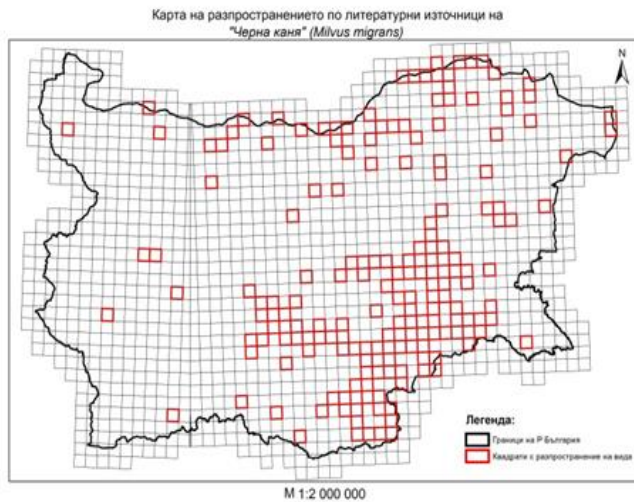 Карта на разпространението по литературни източници на
"Черна каня" (Milvus migrans)
N
Легенда:
Граници на Р България
Квадрати с разпространение на вида
М 1:2 000 000